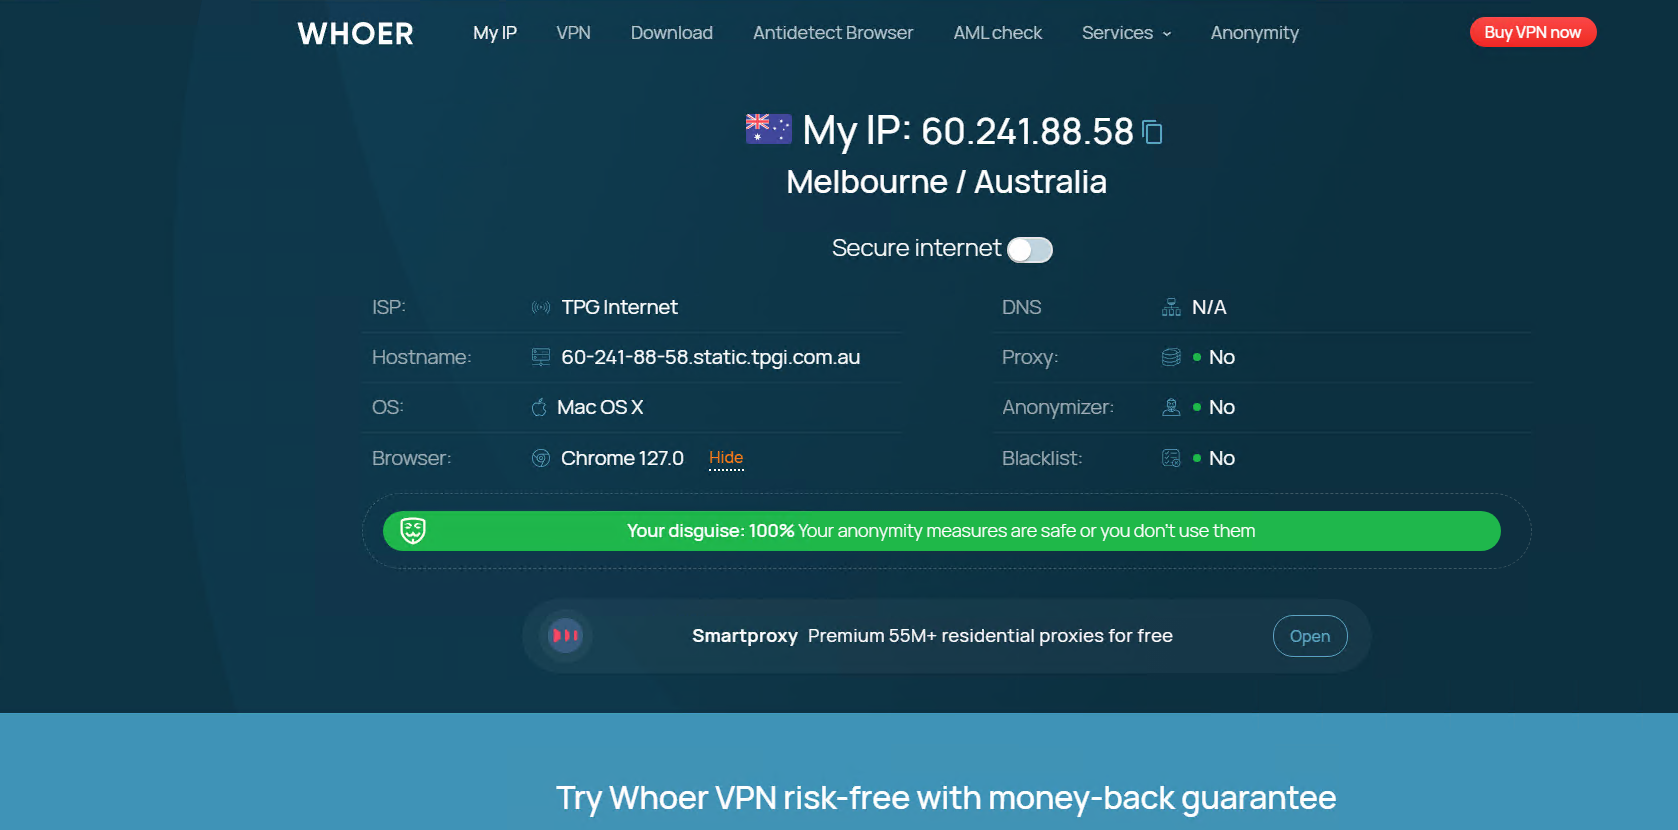 WHOER My IP VPN Download Antidetect Browser AML check Services Anonymity Buy VPN now
My IP: 60.241.88.58
Melbourne / Australia
Secure internet
ISP: TPG Internet
Hostname: 60-241-88-58.static.tpgi.com.au
OS: Mac OS X
Browser: Chrome 127.0 Hide
DNS N/A
Proxy: No
Anonymizer: No
Blacklist: No
Your disguise: 100% Your anonymity measures are safe or you don't use them
Smartproxy Premium 55M+ residential proxies for free Open
Try Whoer VPN risk-free with money-back guarantee